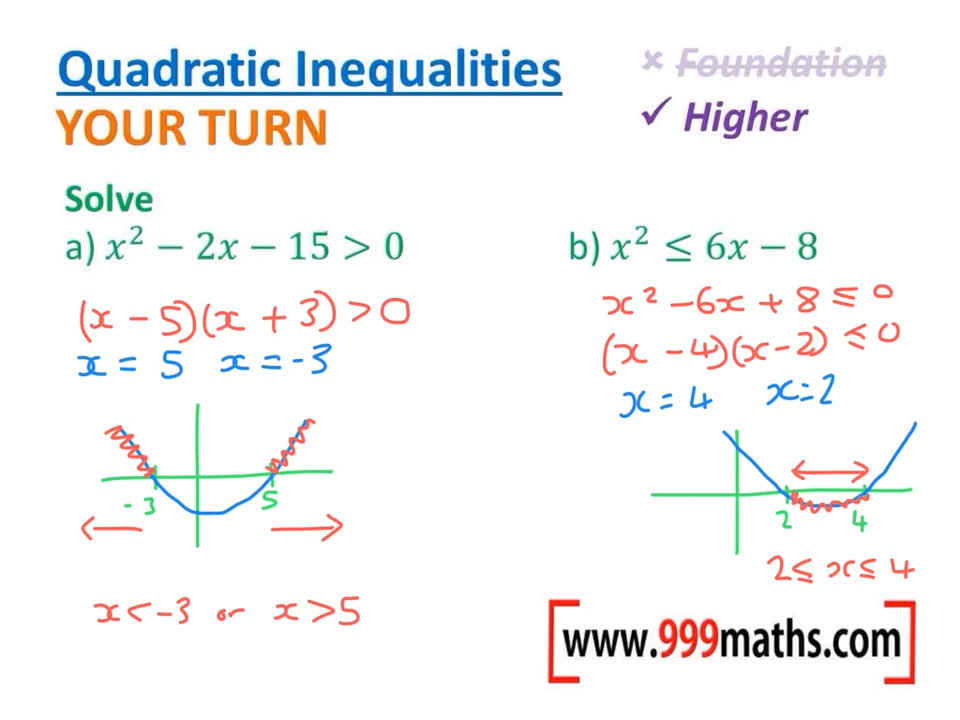 Quadratic Inequalities
× Foundation
YOUR TURN
✓ Higher
Solve
a) x² − 2x − 15 > 0
(x − 5)(x + 3) > 0
x = 5 x = -3
- 3
5
x < -3 or x > 5
b) x² ≤ 6x − 8
x² - 6x + 8 ≤ 0
(x - 4)(x - 2) ≤ 0
x = 4 x = 2
2
4
2 ≤ x ≤ 4
www.999maths.com